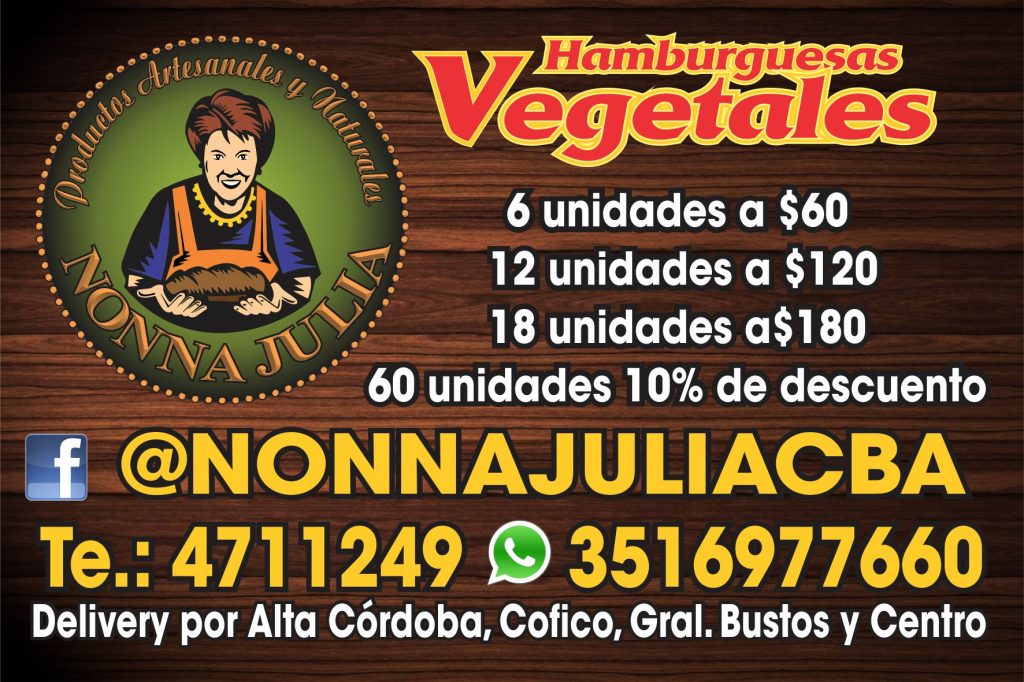 Productos Artesanales y Naturales
NONNA JULIA
Hamburguesas
Vegetales
6 unidades a $60
12 unidades a $120
18 unidades a$180
60 unidades 10% de descuento
f @NONNAJULIACBA
Te.: 4711249 3516977660
Delivery por Alta Córdoba, Cofico, Gral. Bustos y Centro